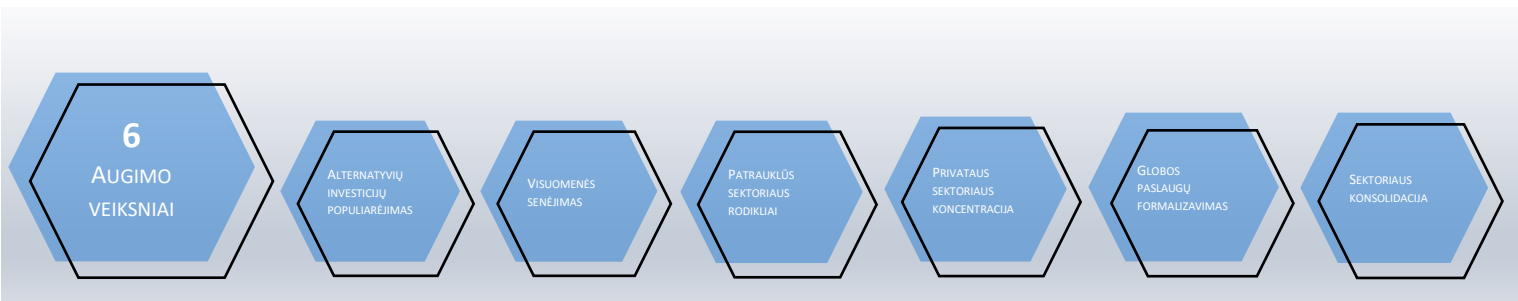 6
AUGIMO
VEIKSNIAI
ALTERNATYVIŲ
INVESTICIJŲ
POPULIARĖJIMAS
VISUOMENĖS
SENĖJIMAS
PATRAUKLŪS
SEKTORIAUS
RODIKLIAI
PRIVATAUS
SEKTORIAUS
KONCENTRACIJA
GLOBOS
PASLAUGŲ
FORMALIZAVIMAS
SEKTORIAUS
KONSOLIDACIJA